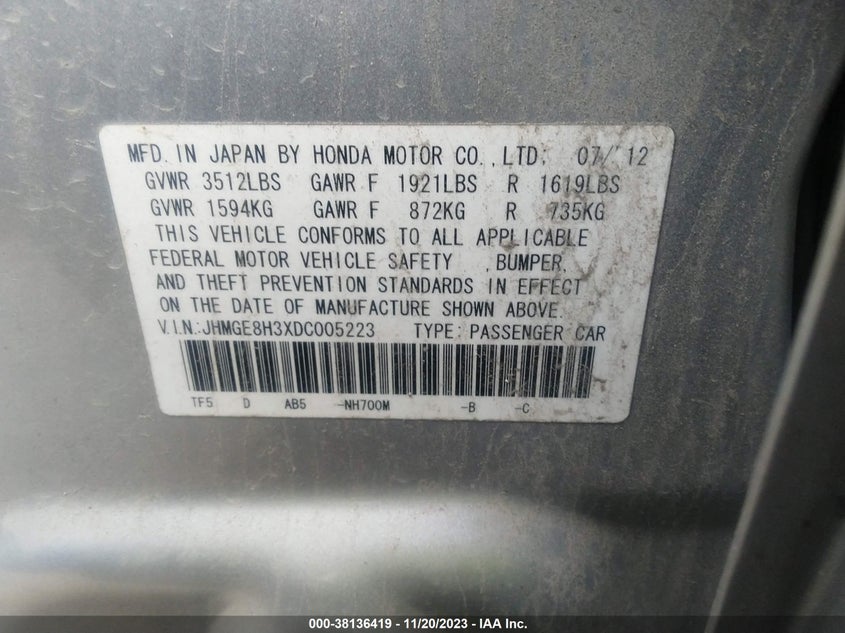 MFD. IN JAPAN BY HONDA MOTOR CO., LTD. 07/'12
GVWR 3512LBS GAWR F 1921LBS R 1619LBS
GVWR 1594KG GAWR F 872KG R 735KG
THIS VEHICLE CONFORMS TO ALL APPLICABLE
FEDERAL MOTOR VEHICLE SAFETY , BUMPER,
AND THEFT PREVENTION STANDARDS IN EFFECT
ON THE DATE OF MANUFACTURE SHOWN ABOVE.
V.I.N:JHMGE8H3XDC005223 TYPE: PASSENGER CAR
TF5 D AB5 -NH700M -B -C
000-38136419 - 11/20/2023 - IAA Inc.